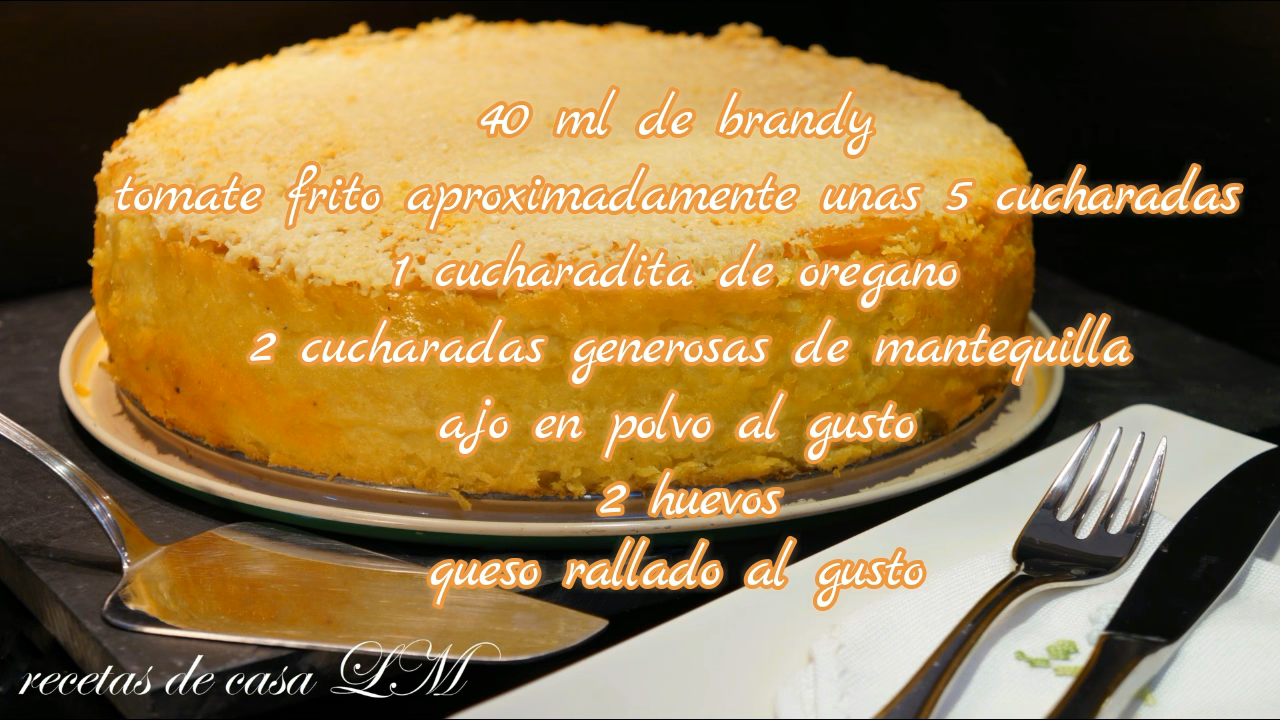 40 ml de brandy
tomate frito aproximadamente unas 5 cucharadas
1 cucharadita de oregano
2 cucharadas generosas de mantequilla
ajo en polvo al gusto
2 huevos
queso rallado al gusto
recetas de casa LM